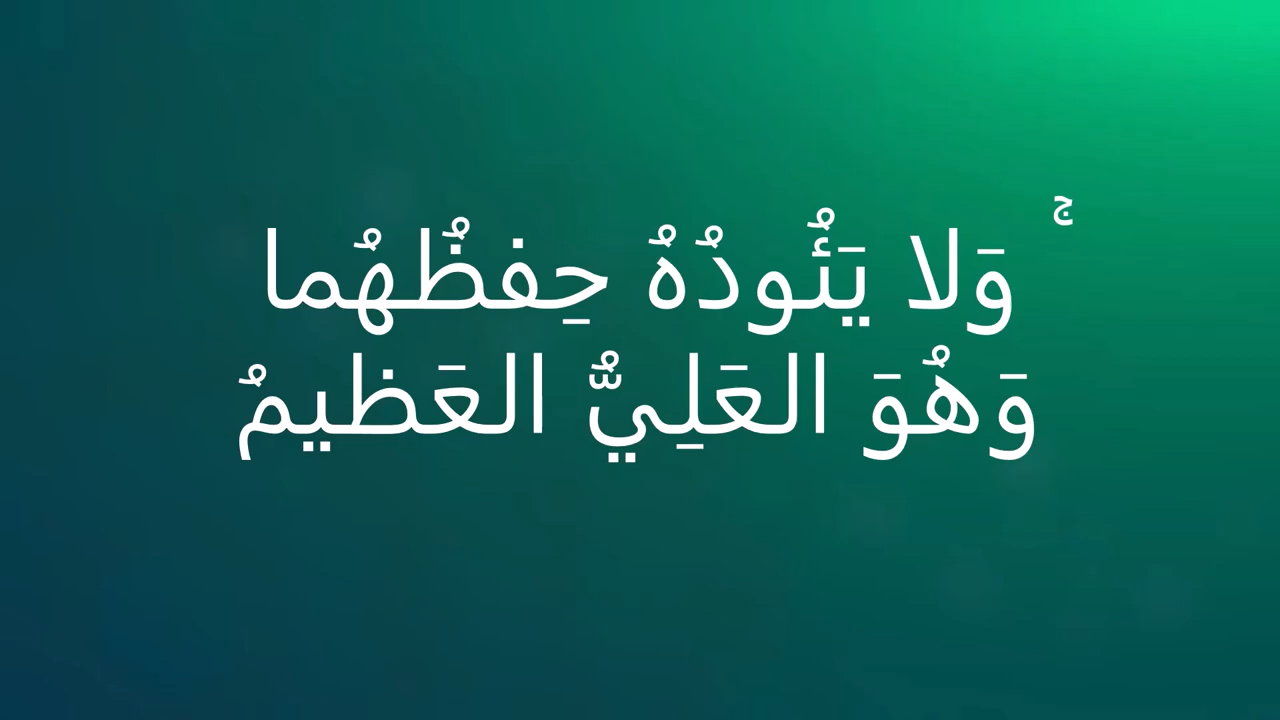 ۚ وَلا يَـُٔودُهُ حِفظُهُما
وَهُوَ العَلِيُّ العَظيمُ